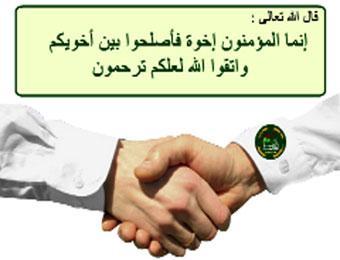 قال الله تعالى :
إنما المؤمنون إخوة فأصلحوا بين أخويكم
واتقوا الله لعلكم ترحمون